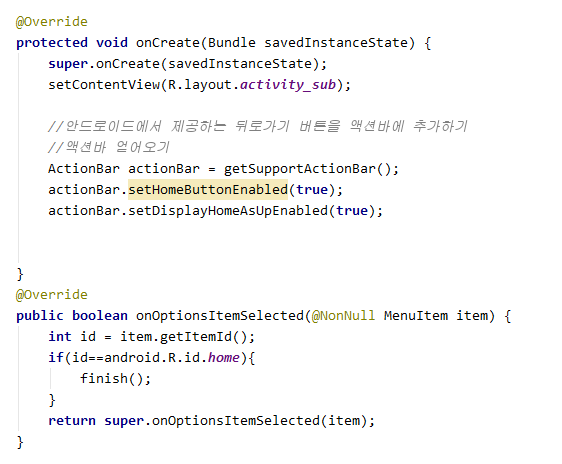 @Override
protected void onCreate(Bundle savedInstanceState) {
    super.onCreate(savedInstanceState);
    setContentView(R.layout.activity_sub);
    //안드로이드에서 제공하는 뒤로가기 버튼을 액션바에 추가하기
    //액션바 얻어오기
    ActionBar actionBar = getSupportActionBar();
    actionBar.setHomeButtonEnabled(true);
    actionBar.setDisplayHomeAsUpEnabled(true);
}
@Override
public boolean onOptionsItemSelected(@NonNull MenuItem item) {
    int id = item.getItemId();
    if(id==android.R.id.home){
        finish();
    }
    return super.onOptionsItemSelected(item);
}